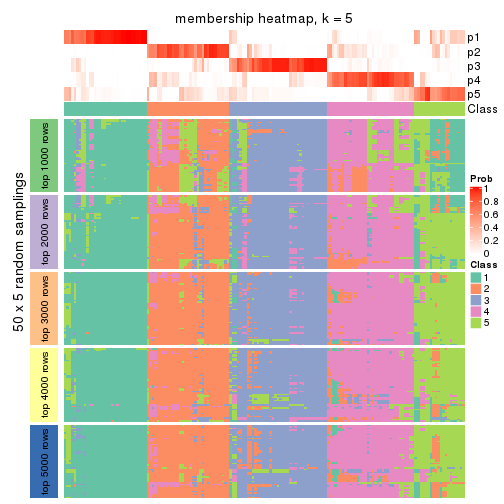 membership heatmap, k = 5
p1
p2
p3
p4
p5
Class
50 x 5 random samplings
top 1000 rows
top 2000 rows
top 3000 rows
top 4000 rows
top 5000 rows
Prob
1
0.8
0.6
0.4
0.2
0
Class
1
2
3
4
5